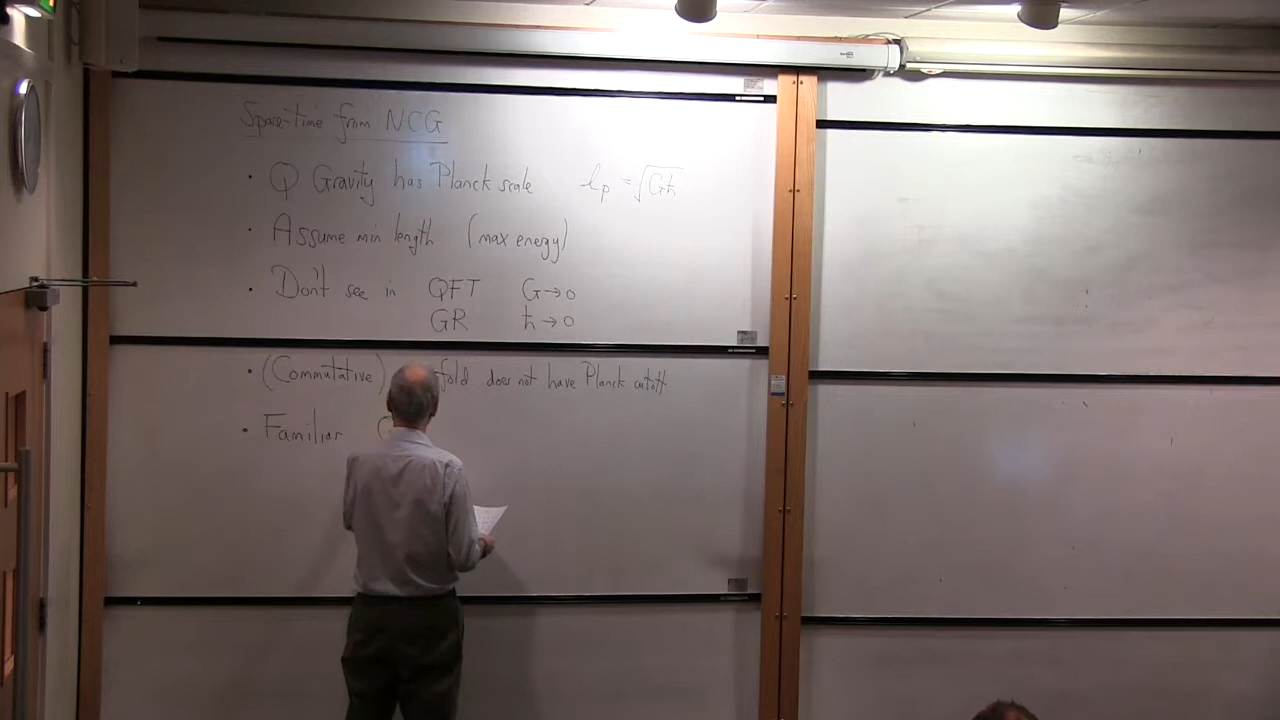 Space-time from NCG
• Q Gravity has Planck scale lₚ = √Għ
• Assume min length (max energy)
• Don't see in QFT G→0
GR ħ→0
• (Commutative) fold does not have Planck cutoff
• Familiar